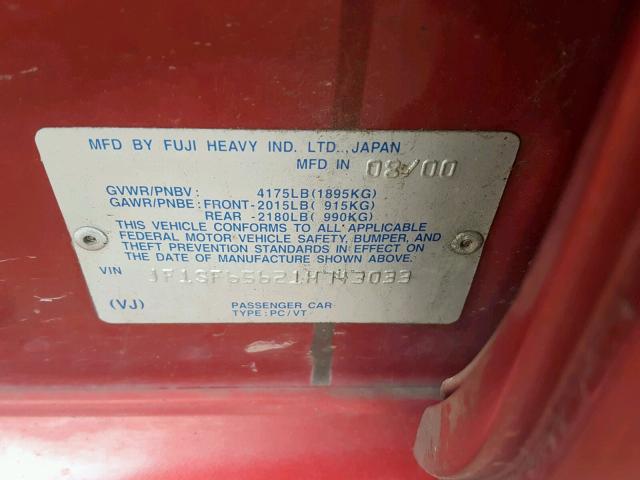 MFD BY FUJI HEAVY IND. LTD., JAPAN
MFD IN 08/00
GVWR/PNBV: 4175LB(1895KG)
GAWR/PNBE: FRONT-2015LB( 915KG)
REAR -2180LB( 990KG)
THIS VEHICLE CONFORMS TO ALL APPLICABLE
FEDERAL MOTOR VEHICLE SAFETY, BUMPER, AND
THEFT PREVENTION STANDARDS IN EFFECT ON
THE DATE OF MANUFACTURE SHOWN ABOVE.
VIN JF1SF65621H743033
(VJ) PASSENGER CAR
TYPE: PC/VT